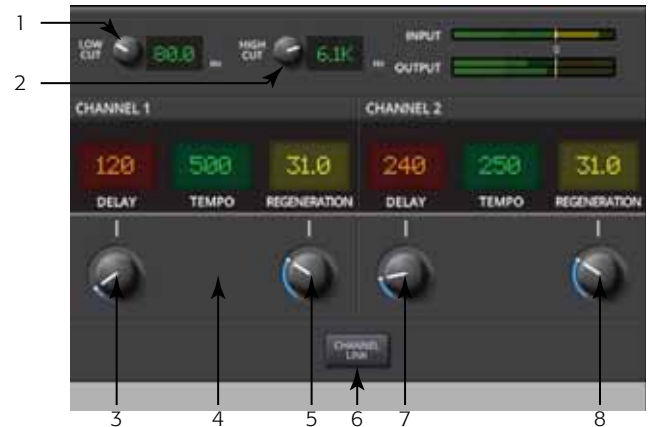 1
2
LOW CUT
80.0
HIGH CUT
6.1K
INPUT
0
OUTPUT
CHANNEL 1
CHANNEL 2
120
500
31.0
240
250
31.0
DELAY
TEMPO
REGENERATION
DELAY
TEMPO
REGENERATION
CHANNEL
LINK
3
4
5
6
7
8